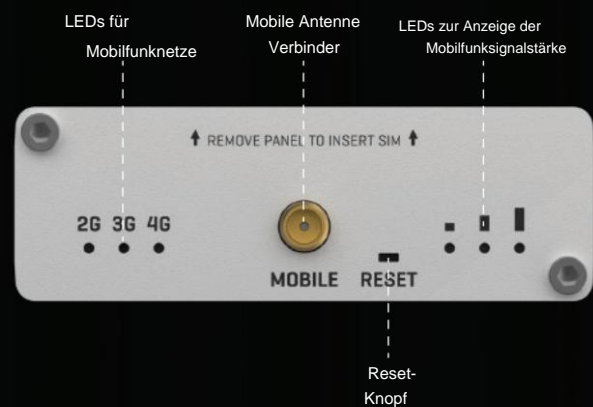 LEDs für
Mobilfunknetze
Mobile Antenne
Verbinder
LEDs zur Anzeige der
Mobilfunksignalstärke
REMOVE PANEL TO INSERT SIM
2G 3G 4G
MOBILE RESET
Reset-
Knopf